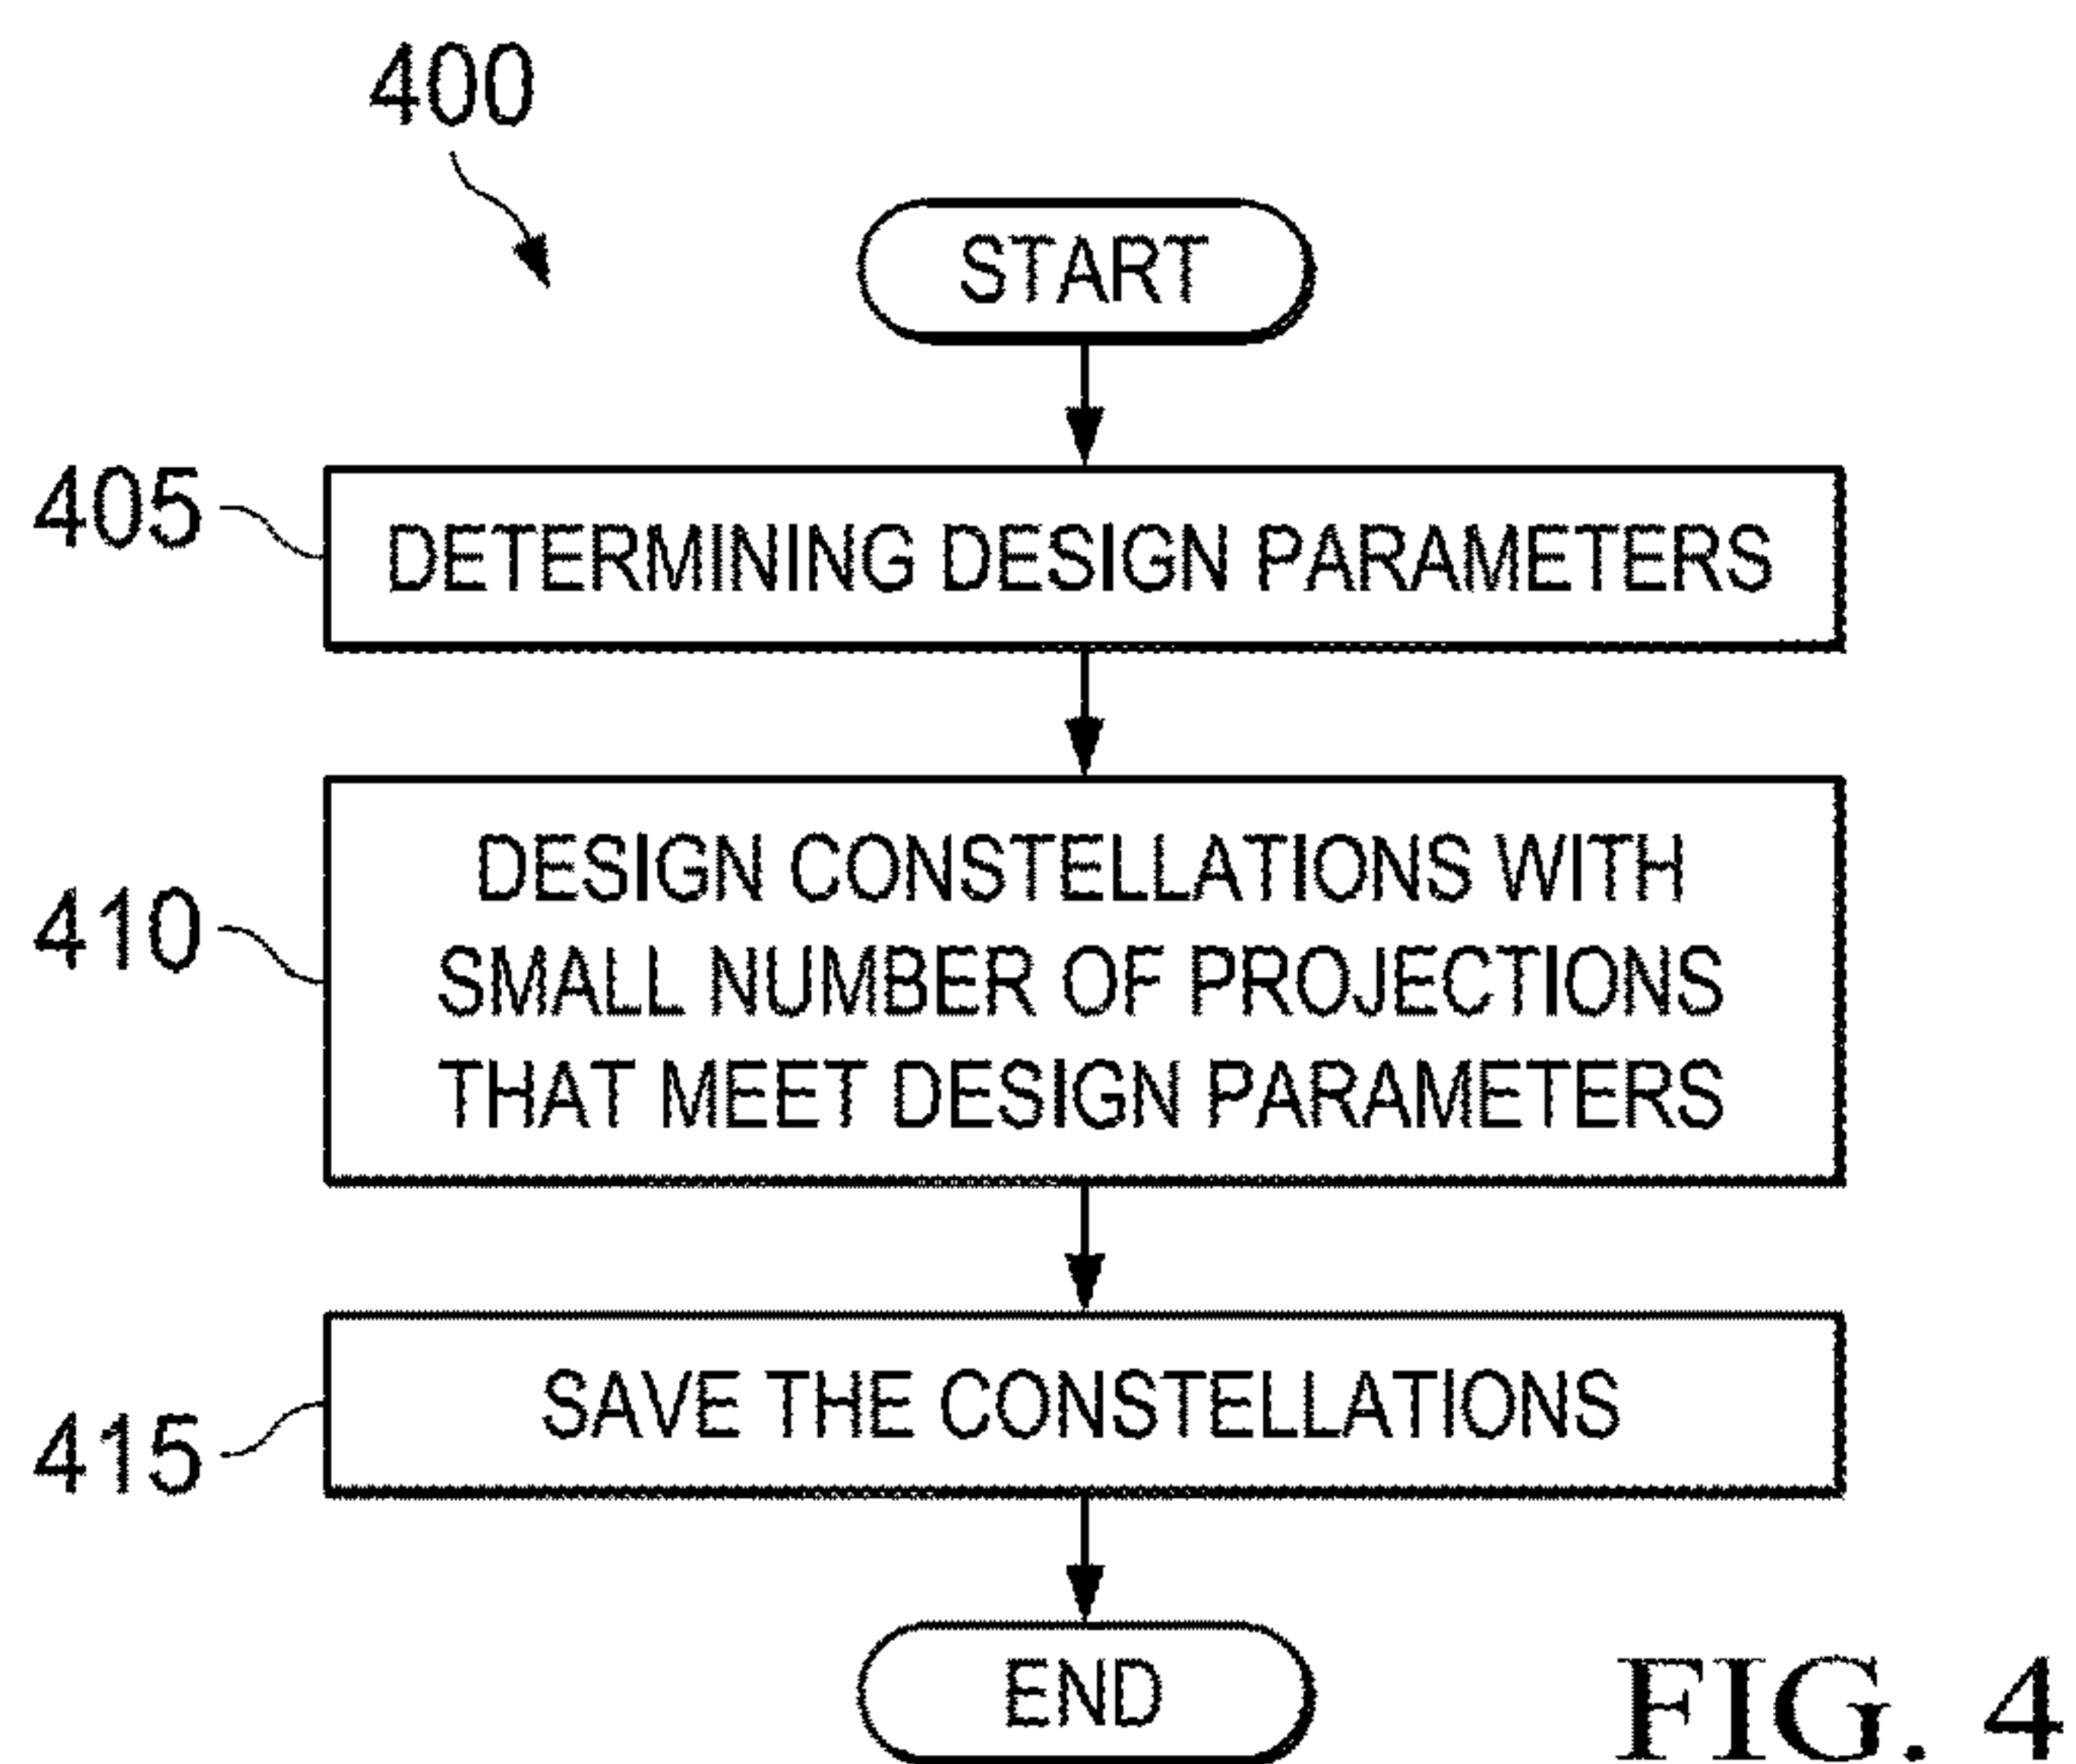 400
START
405
DETERMINING DESIGN PARAMETERS
410
DESIGN CONSTELLATIONS WITH
SMALL NUMBER OF PROJECTIONS
THAT MEET DESIGN PARAMETERS
415
SAVE THE CONSTELLATIONS
END
FIG. 4